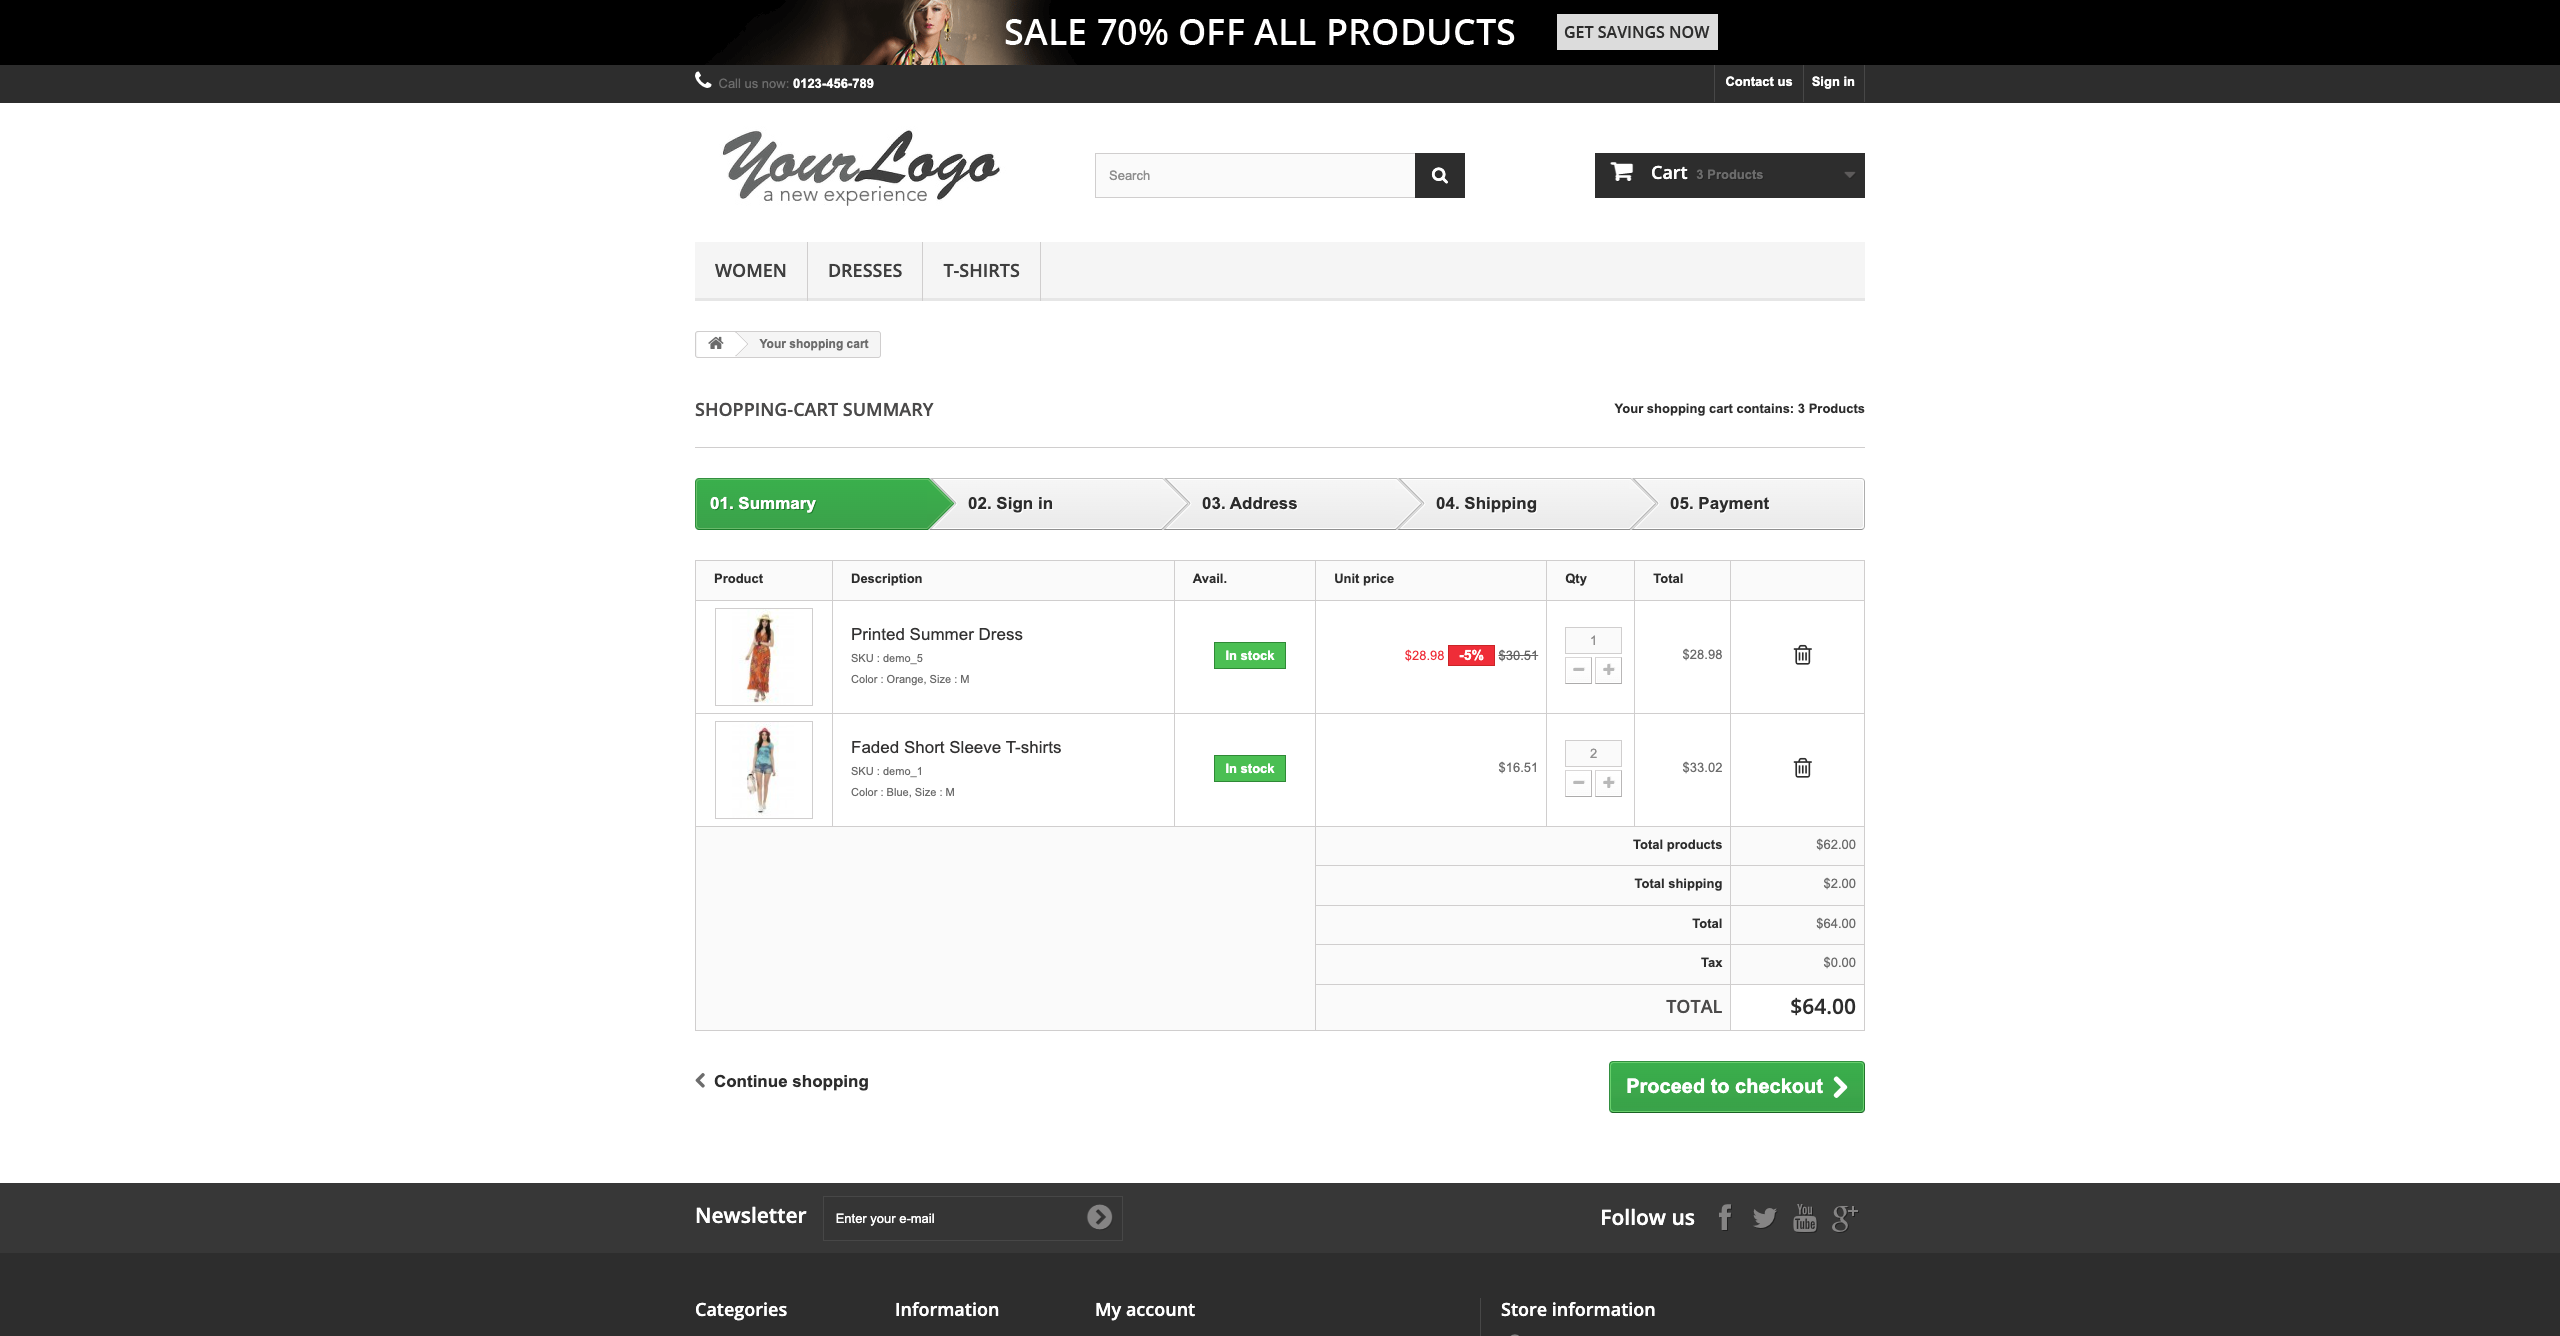 SALE 70% OFF ALL PRODUCTS
GET SAVINGS NOW
Call us now: 0123-456-789
Contact us
Sign in
Your Logo
a new experience
Search
Cart 3 Products
WOMEN
DRESSES
T-SHIRTS
Your shopping cart
SHOPPING-CART SUMMARY
Your shopping cart contains: 3 Products
01. Summary
02. Sign in
03. Address
04. Shipping
05. Payment
Product
Description
Avail.
Unit price
Qty
Total
Printed Summer Dress
SKU : demo_5
Color : Orange, Size : M
In stock
$28.98 -5% $30.51
1
$28.98
Faded Short Sleeve T-shirts
SKU : demo_1
Color : Blue, Size : M
In stock
$16.51
2
$33.02
Total products
$62.00
Total shipping
$2.00
Total
$64.00
Tax
$0.00
TOTAL
$64.00
Continue shopping
Proceed to checkout
Newsletter
Enter your e-mail
Follow us
You
Tube
g+
Categories
Information
My account
Store information